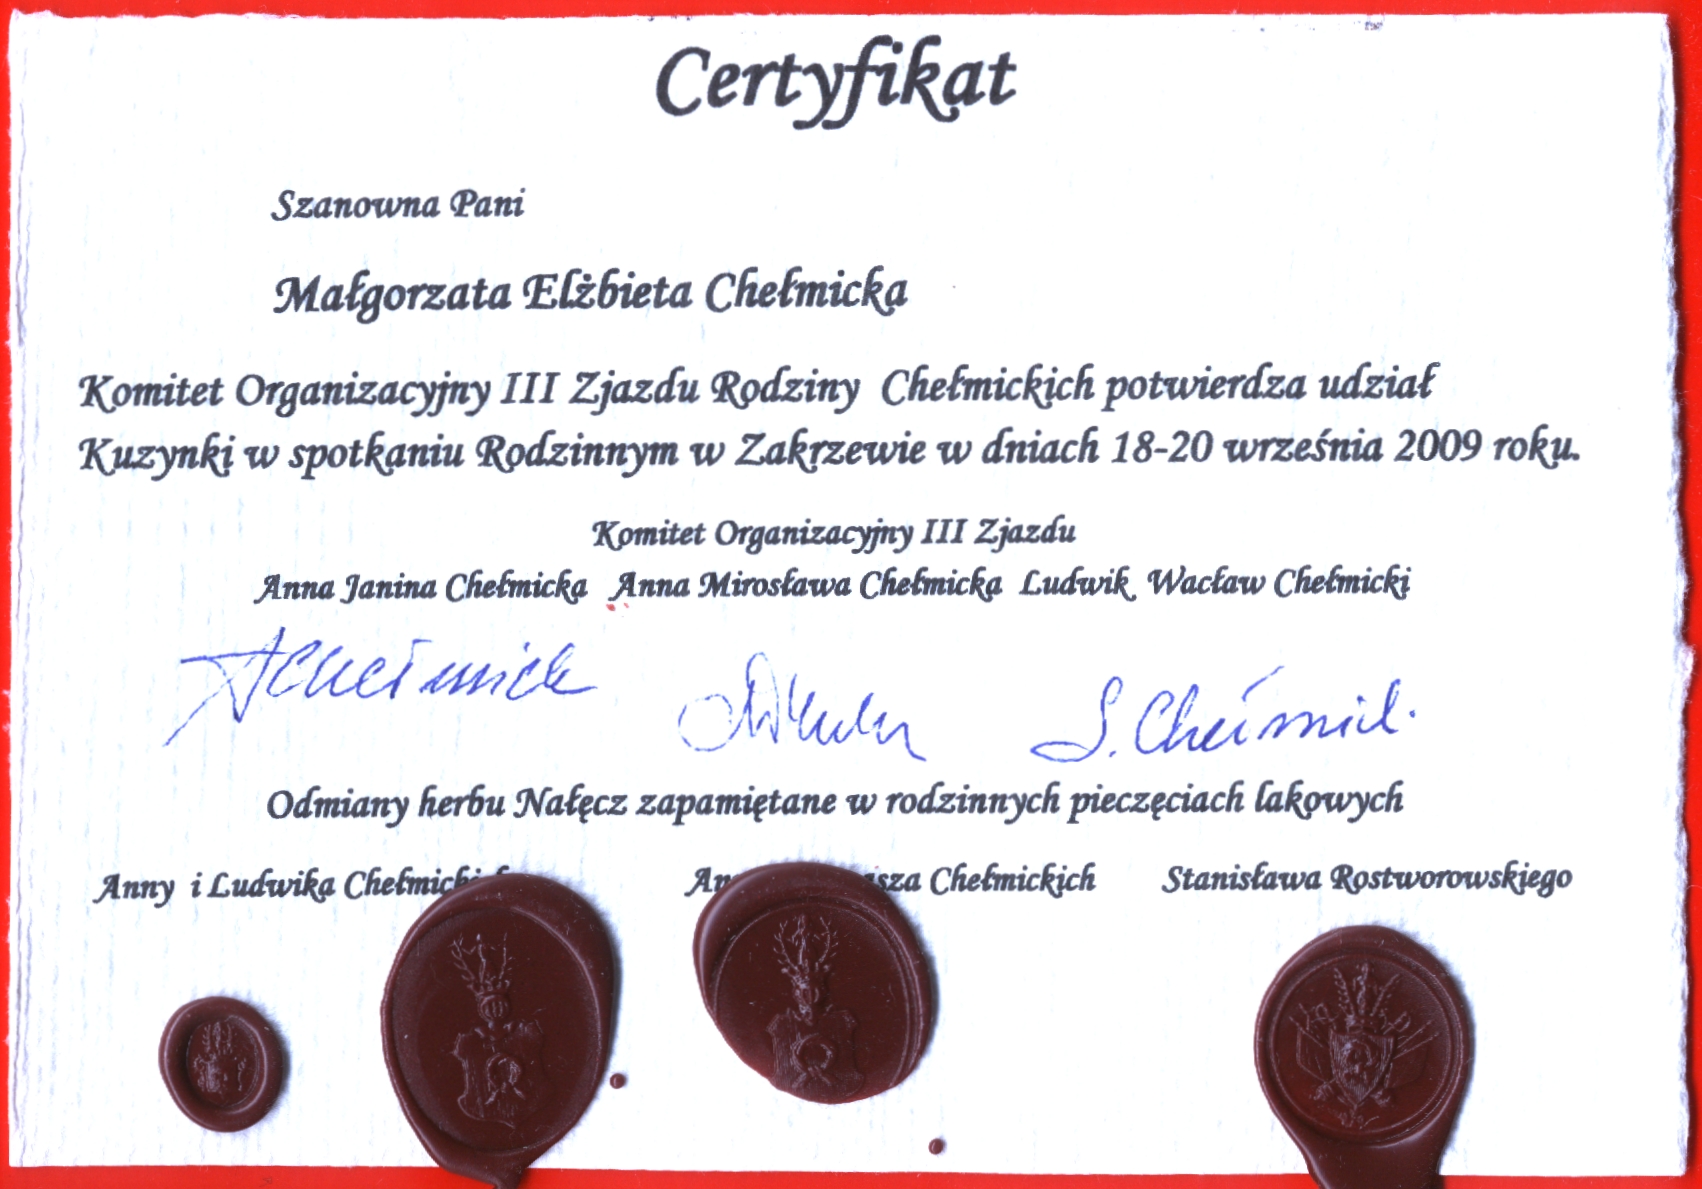 Certyfikat
Szanowna Pani
Małgorzata Elżbieta Chełmicka
Komitet Organizacyjny III Zjazdu Rodziny Chełmickich potwierdza udział
Kuzynki w spotkaniu Rodzinnym w Zakrzewie w dniach 18-20 września 2009 roku.
Komitet Organizacyjny III Zjazdu
Anna Janina Chełmicka Anna Mirosława Chełmicka Ludwik Wacław Chełmicki
Odmiany herbu Nałęcz zapamiętane w rodzinnych pieczęciach lakowych
Anny i Ludwika Chełmickich Chełmickich Stanisława Rostworowskiego